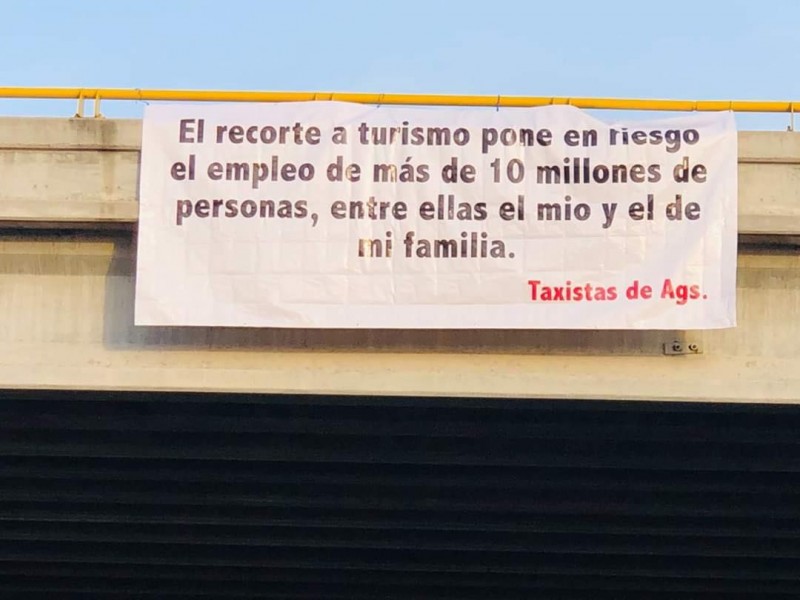 El recorte a turismo pone en riesgo
el empleo de más de 10 millones de
personas, entre ellas el mio y el de
mi familia.
Taxistas de Ags.